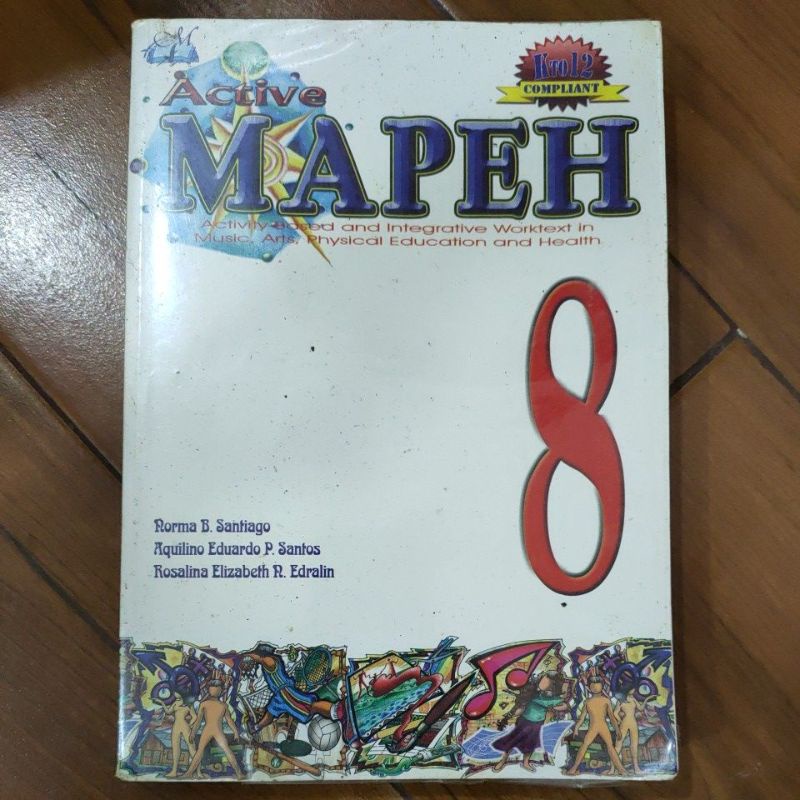 Active
K TO 12
COMPLIANT
MAPEH
Activity-Based and Integrative Worktext in
Music, Arts, Physical Education and Health
8
Norma B. Santiago
Aquilino Eduardo P. Santos
Rosalina Elizabeth N. Edralin